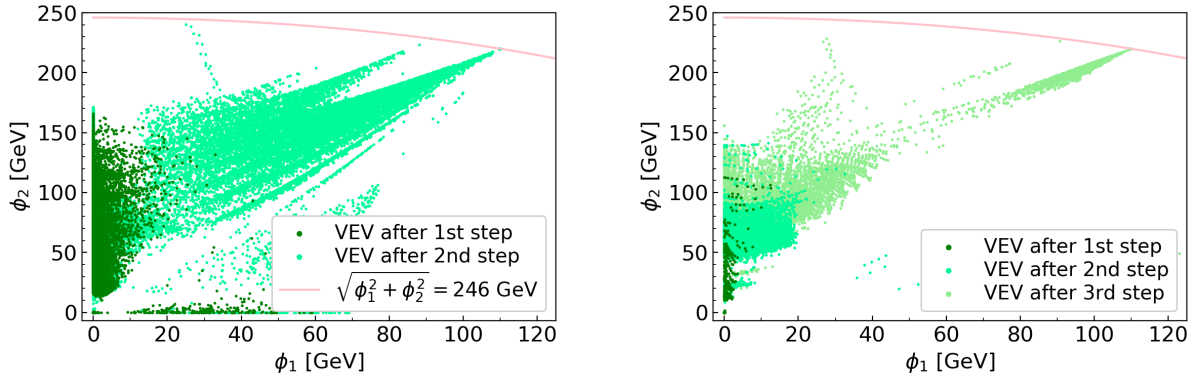 250
200
150
100
50
0
ϕ₂ [GeV]
VEV after 1st step
VEV after 2nd step
√ϕ₁² + ϕ₂² = 246 GeV
0 20 40 60 80 100 120
ϕ₁ [GeV]
250
200
150
100
50
0
ϕ₂ [GeV]
VEV after 1st step
VEV after 2nd step
VEV after 3rd step
0 20 40 60 80 100 120
ϕ₁ [GeV]